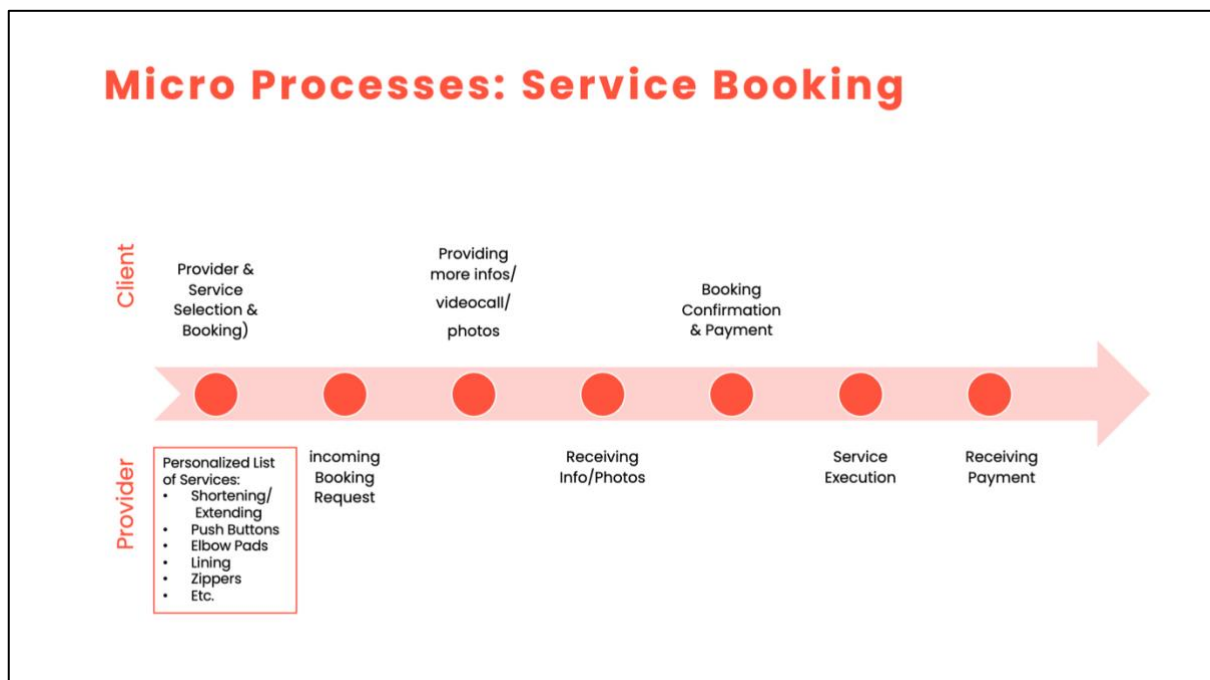 Micro Processes: Service Booking
Client
Provider &
Service
Selection &
Booking)
Providing
more infos/
videocall/
photos
Booking
Confirmation
& Payment
Provider
Personalized List
of Services:
• Shortening/
Extending
• Push Buttons
• Elbow Pads
• Lining
• Zippers
• Etc.
incoming
Booking
Request
Receiving
Info/Photos
Service
Execution
Receiving
Payment